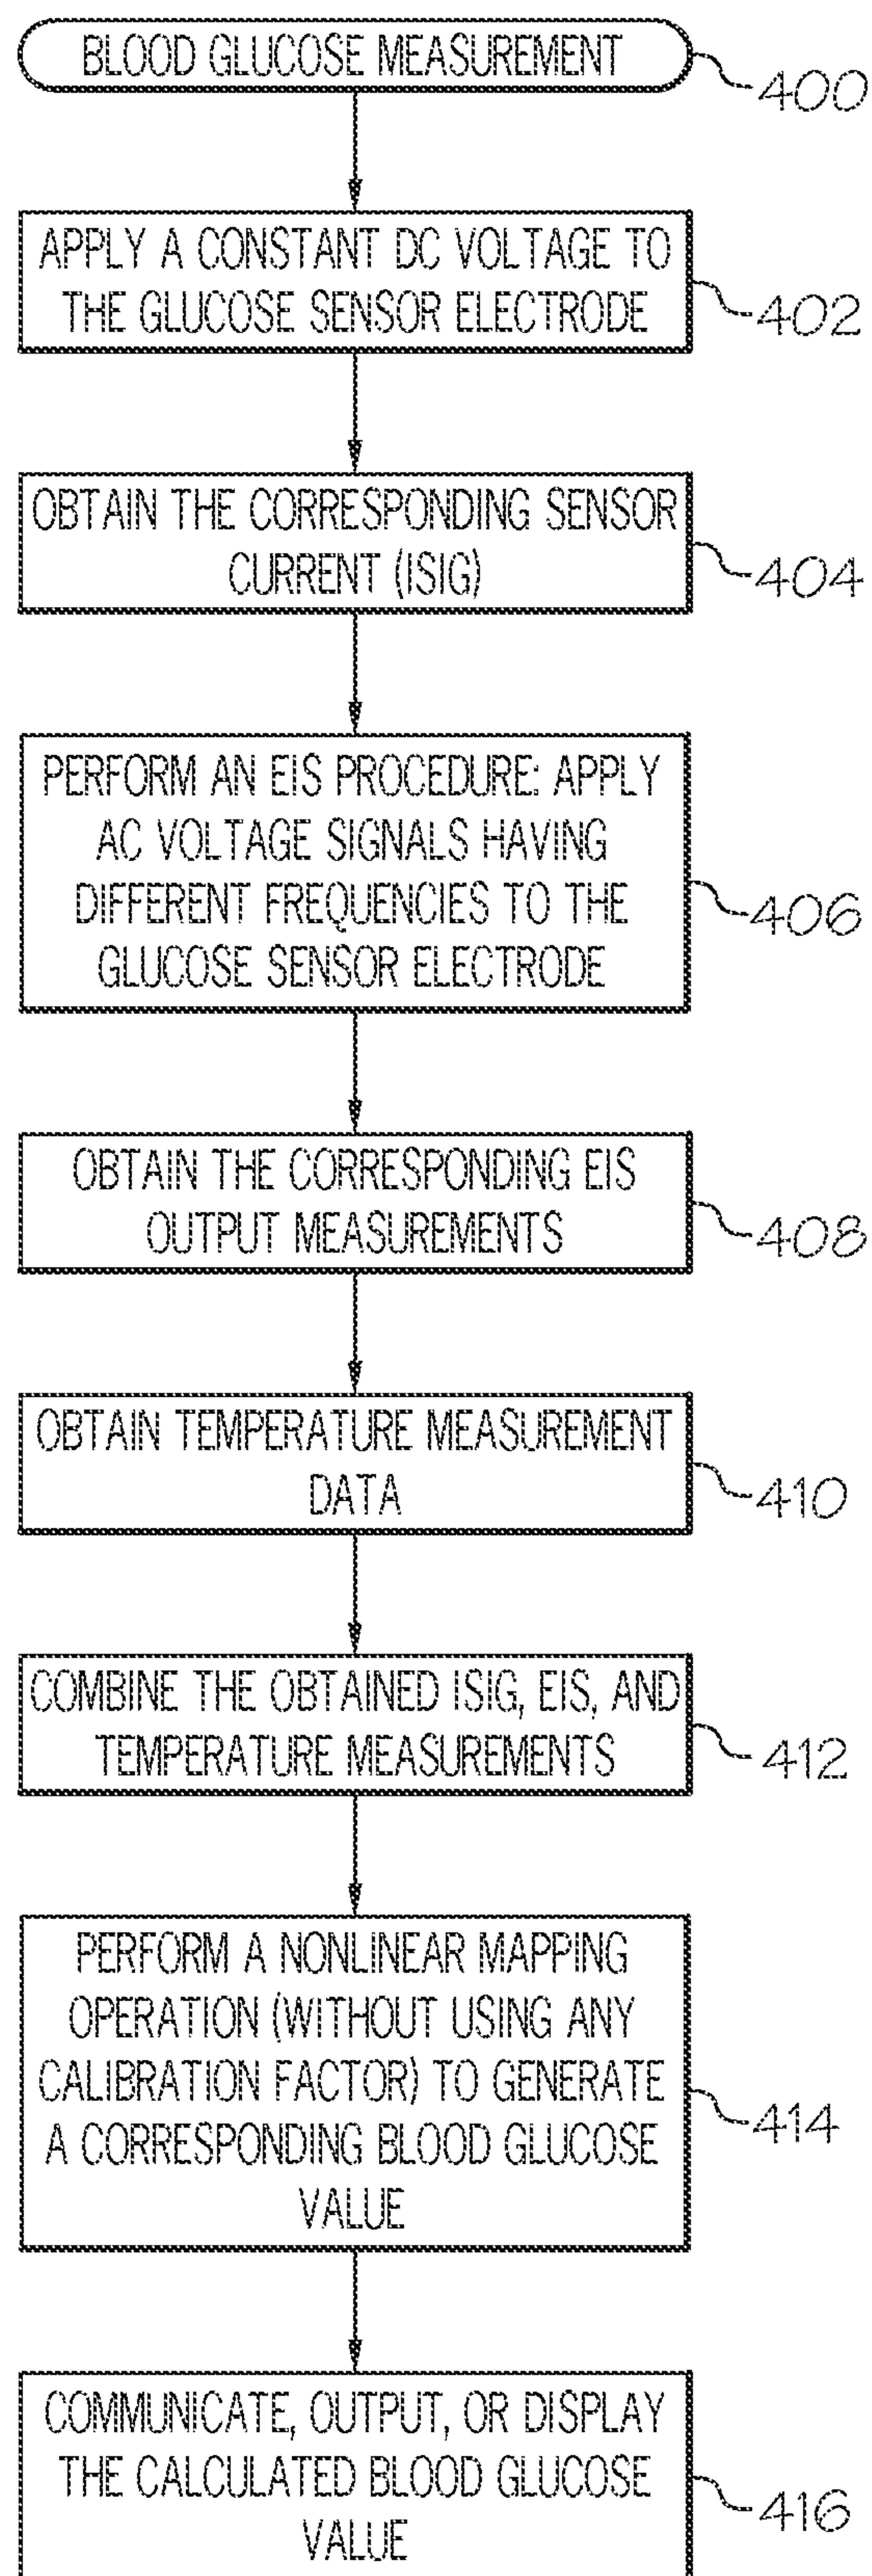 BLOOD GLUCOSE MEASUREMENT
400
APPLY A CONSTANT DC VOLTAGE TO
THE GLUCOSE SENSOR ELECTRODE
402
OBTAIN THE CORRESPONDING SENSOR
CURRENT (ISIG)
404
PERFORM AN EIS PROCEDURE: APPLY
AC VOLTAGE SIGNALS HAVING
DIFFERENT FREQUENCIES TO THE
GLUCOSE SENSOR ELECTRODE
406
OBTAIN THE CORRESPONDING EIS
OUTPUT MEASUREMENTS
408
OBTAIN TEMPERATURE MEASUREMENT
DATA
410
COMBINE THE OBTAINED ISIG, EIS, AND
TEMPERATURE MEASUREMENTS
412
PERFORM A NONLINEAR MAPPING
OPERATION (WITHOUT USING ANY
CALIBRATION FACTOR) TO GENERATE
A CORRESPONDING BLOOD GLUCOSE
VALUE
414
COMMUNICATE, OUTPUT, OR DISPLAY
THE CALCULATED BLOOD GLUCOSE
VALUE
416